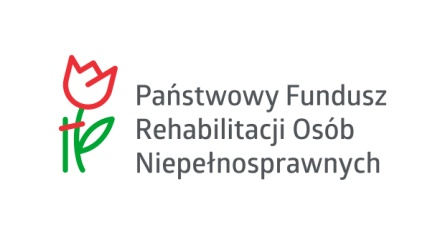 Państwowy Fundusz
Rehabilitacji Osób
Niepełnosprawnych